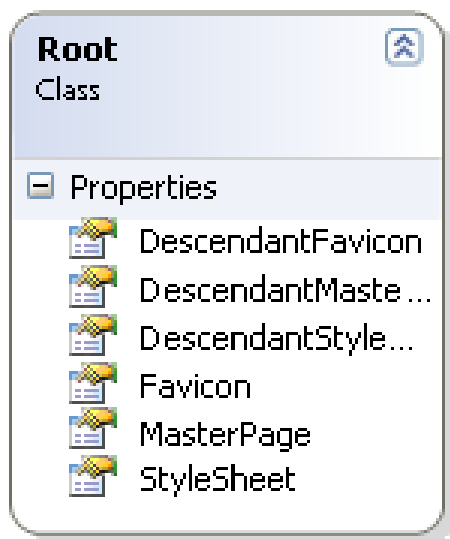 Root
Class
Properties
DescendantFavicon
DescendantMaste...
DescendantStyle...
Favicon
MasterPage
StyleSheet